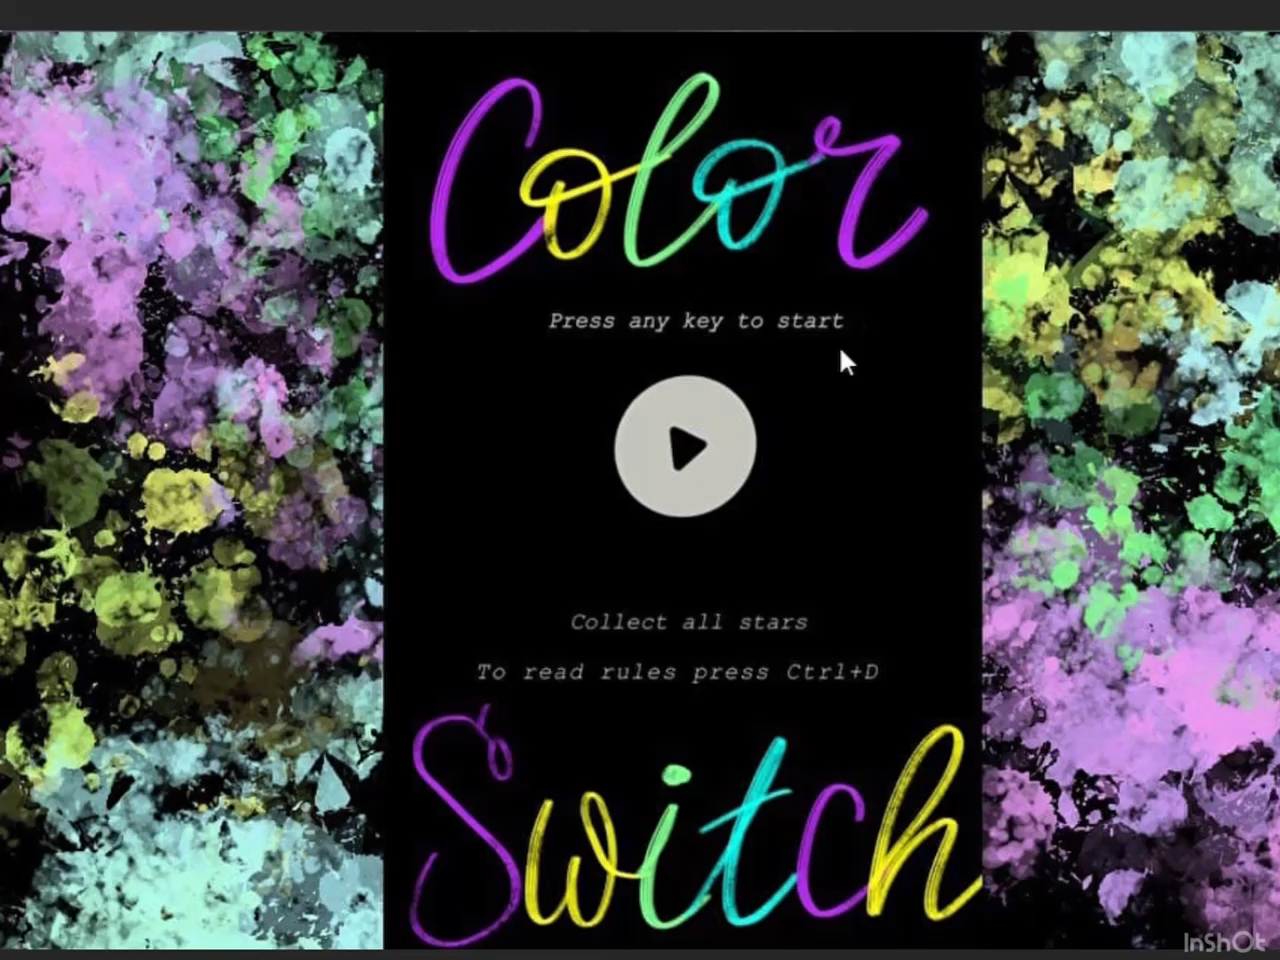 Color
Press any key to start
Collect all stars
To read rules press Ctrl+D
Switch
InShOt